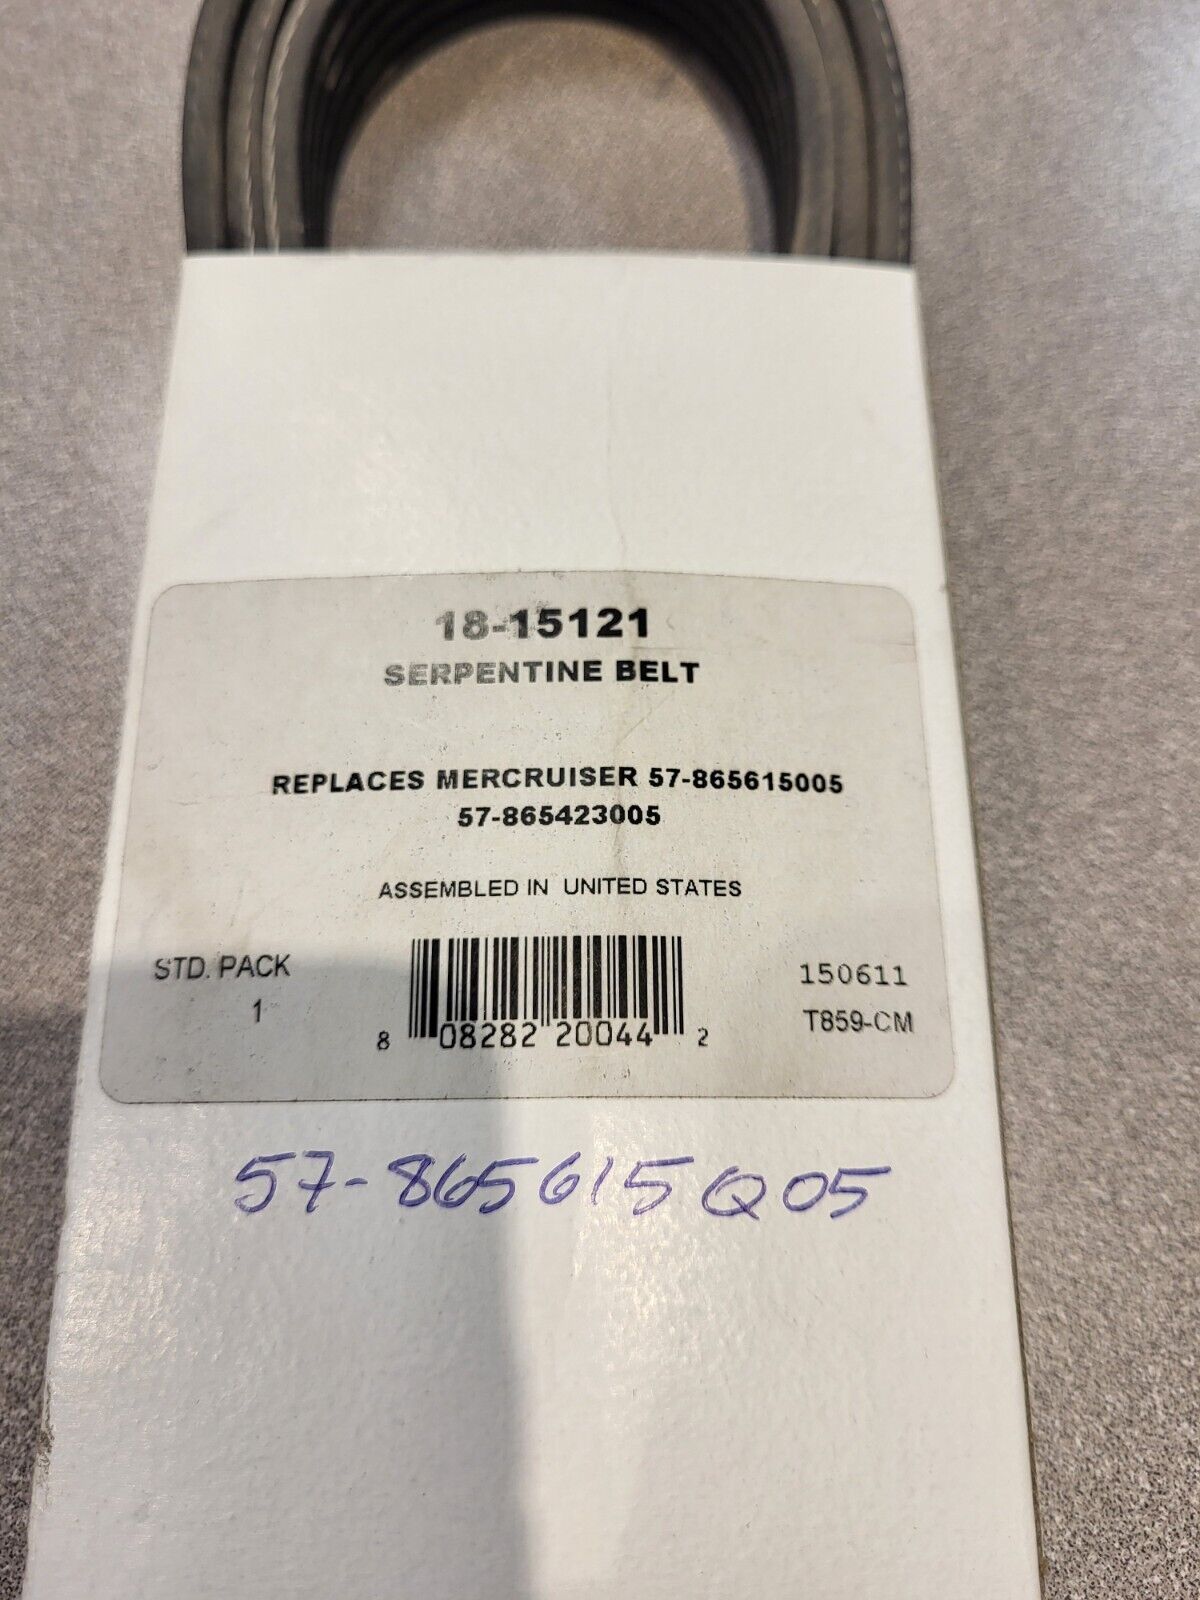 18-15121
SERPENTINE BELT
REPLACES MERCRUISER 57-865615005
57-865423005
ASSEMBLED IN UNITED STATES
STD. PACK
1
8 08282 20044 2
150611
T859-CM
57-865615Q05